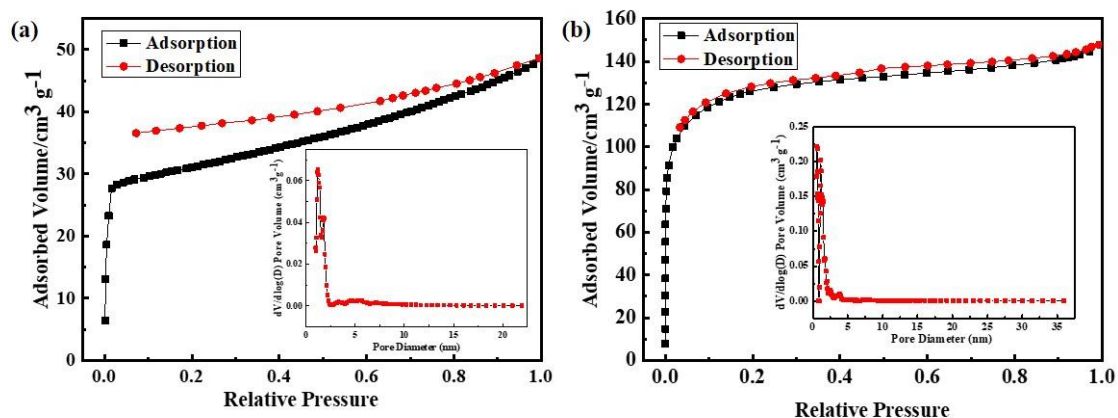 (a)
Adsorption
Desorption
Adsorbed Volume/cm³ g⁻¹
50
40
30
20
10
0
0.0 0.2 0.4 0.6 0.8 1.0
Relative Pressure
dV/dlog(D) Pore Volume (cm³g⁻¹)
0.06
0.04
0.02
0.00
0 5 10 15 20
Pore Diameter (nm)
(b)
Adsorption
Desorption
Adsorbed Volume/cm³ g⁻¹
160
140
120
100
80
60
40
20
0
0.0 0.2 0.4 0.6 0.8 1.0
Relative Pressure
dV/dlog(D) Pore Volume (cm³ g⁻¹)
0.25
0.20
0.15
0.10
0.05
0.00
0 5 10 15 20 25 30 35
Pore Diameter (nm)